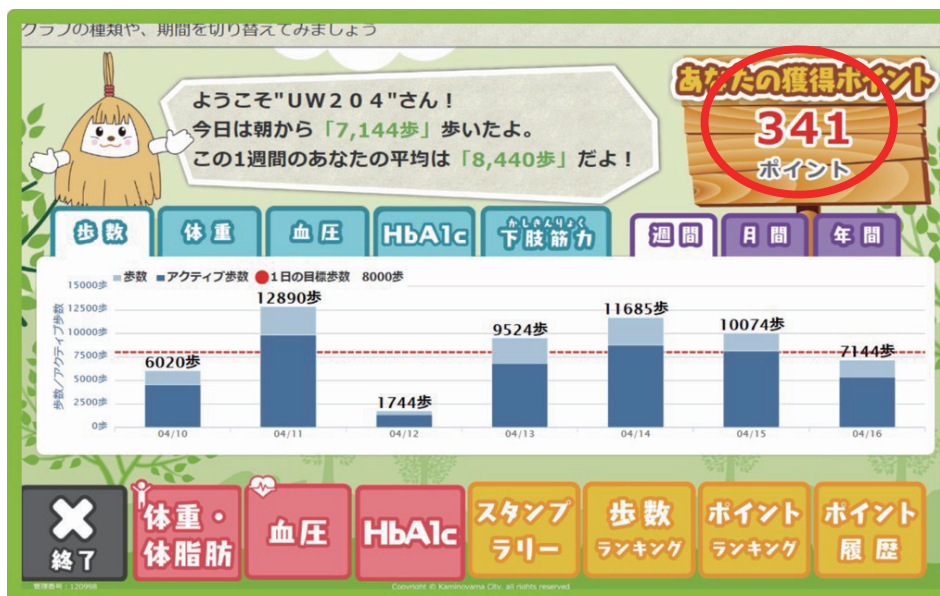 グラフの種類や、期間を切り替えてみましょう
ようこそ"UW204"さん！
今日は朝から「7,144歩」歩いたよ。
この1週間のあなたの平均は「8,440歩」だよ！
あなたの獲得ポイント
341
ポイント
歩数
体重
血圧
HbA1c
かしきんりょく
下肢筋力
週間
月間
年間
歩数 アクティブ歩数 1日の目標歩数 8000歩
歩数/アクティブ歩数
15000歩
12500歩
10000歩
7500歩
5000歩
2500歩
0歩
6020歩
12890歩
1744歩
9524歩
11685歩
10074歩
7144歩
04/10 04/11 04/12 04/13 04/14 04/15 04/16
終了
体重・
体脂肪
血圧
HbA1c
スタンプ
ラリー
歩数
ランキング
ポイント
ランキング
ポイント
履歴
管理番号：120998
Copyright © Kaminoyama City, all rights reserved